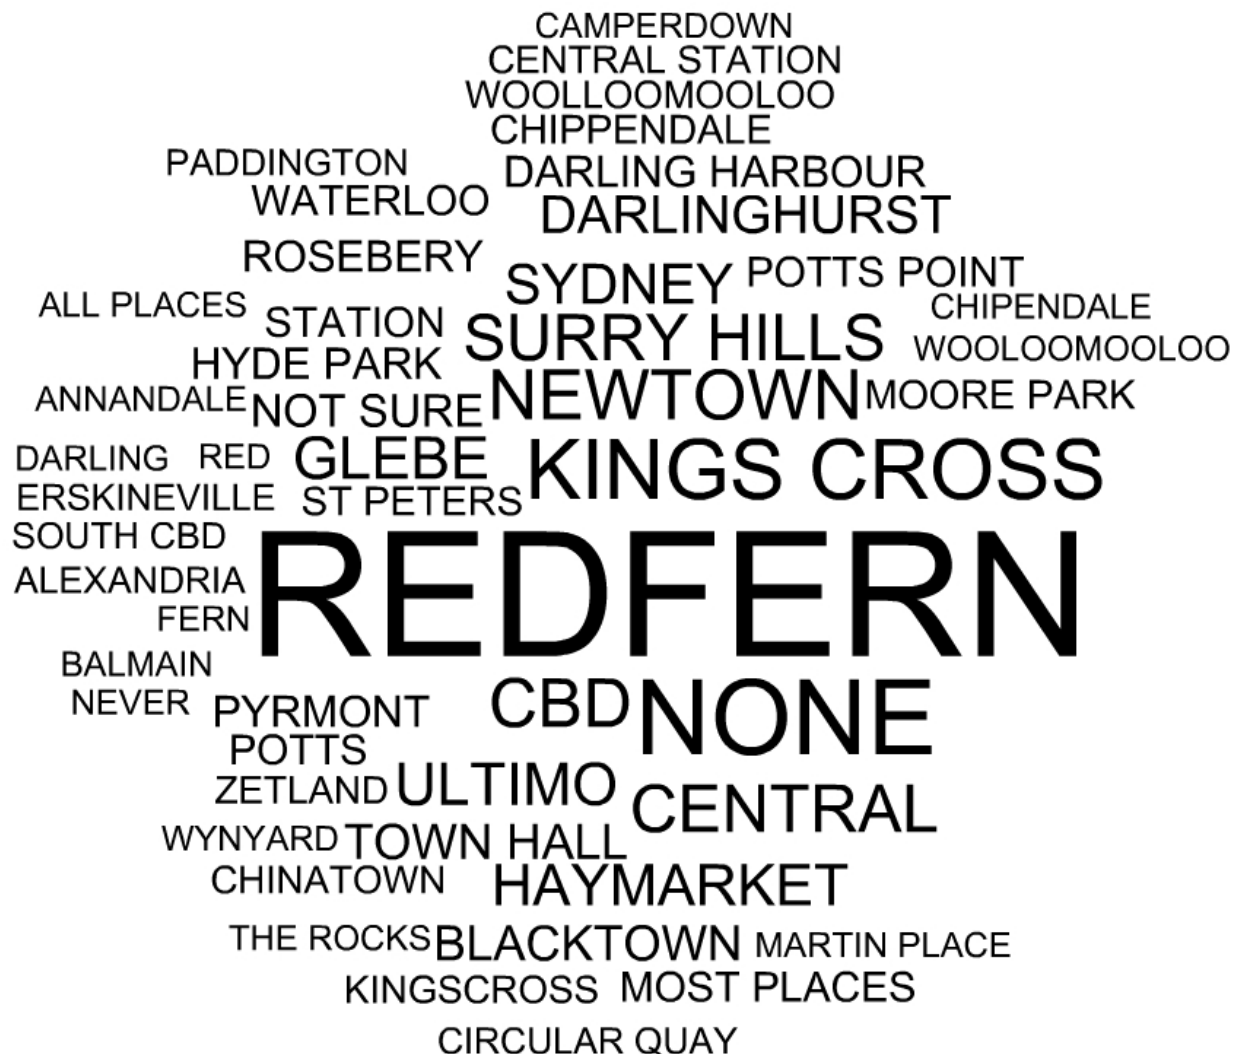 CAMPERDOWN
CENTRAL STATION
WOOLLOOMOOLOO
CHIPPENDALE
PADDINGTON
DARLING HARBOUR
WATERLOO
DARLINGHURST
ROSEBERY
SYDNEY
POTTS POINT
ALL PLACES
CHIPENDALE
STATION
SURRY HILLS
WOOLOOMOOLOO
HYDE PARK
NEWTOWN
MOORE PARK
ANNANDALE
NOT SURE
DARLING
RED
GLEBE
KINGS CROSS
ERSKINEVILLE
ST PETERS
SOUTH CBD
REDFERN
ALEXANDRIA
FERN
BALMAIN
NEVER
PYRMONT
CBD
NONE
POTTS
ZETLAND
ULTIMO
CENTRAL
WYNYARD
TOWN HALL
CHINATOWN
HAYMARKET
THE ROCKS
BLACKTOWN
MARTIN PLACE
KINGSCROSS
MOST PLACES
CIRCULAR QUAY